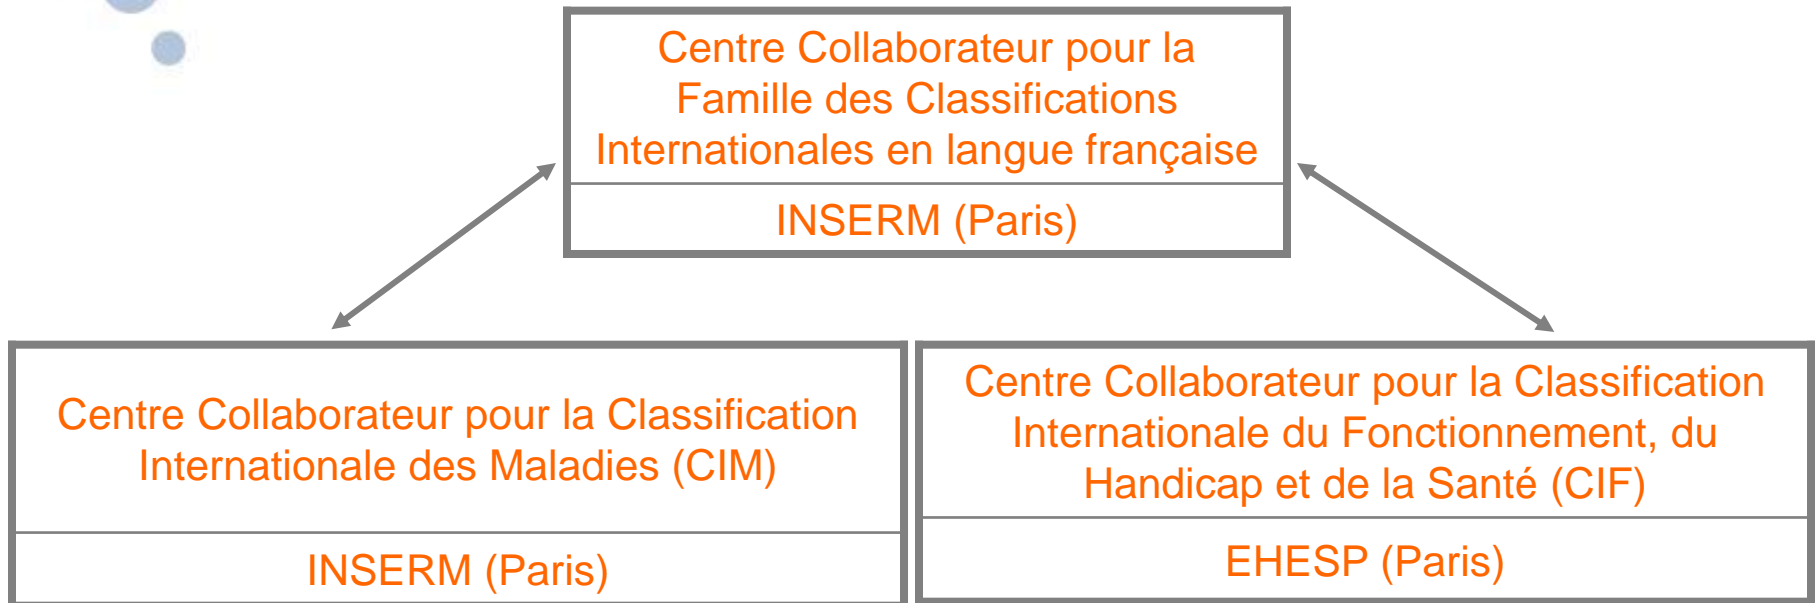 Centre Collaborateur pour la
Famille des Classifications
Internationales en langue française
INSERM (Paris)
Centre Collaborateur pour la Classification
Internationale des Maladies (CIM)
INSERM (Paris)
Centre Collaborateur pour la Classification
Internationale du Fonctionnement, du
Handicap et de la Santé (CIF)
EHESP (Paris)